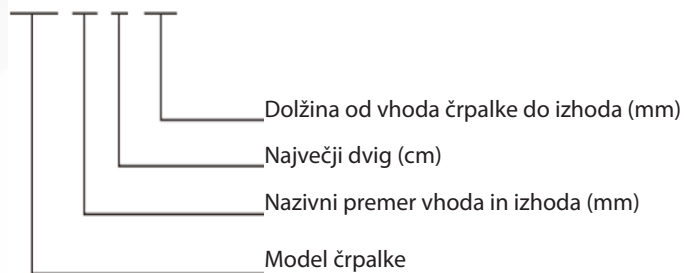 Dolžina od vhoda črpalke do izhoda (mm)
Največji dvig (cm)
Nazivni premer vhoda in izhoda (mm)
Model črpalke